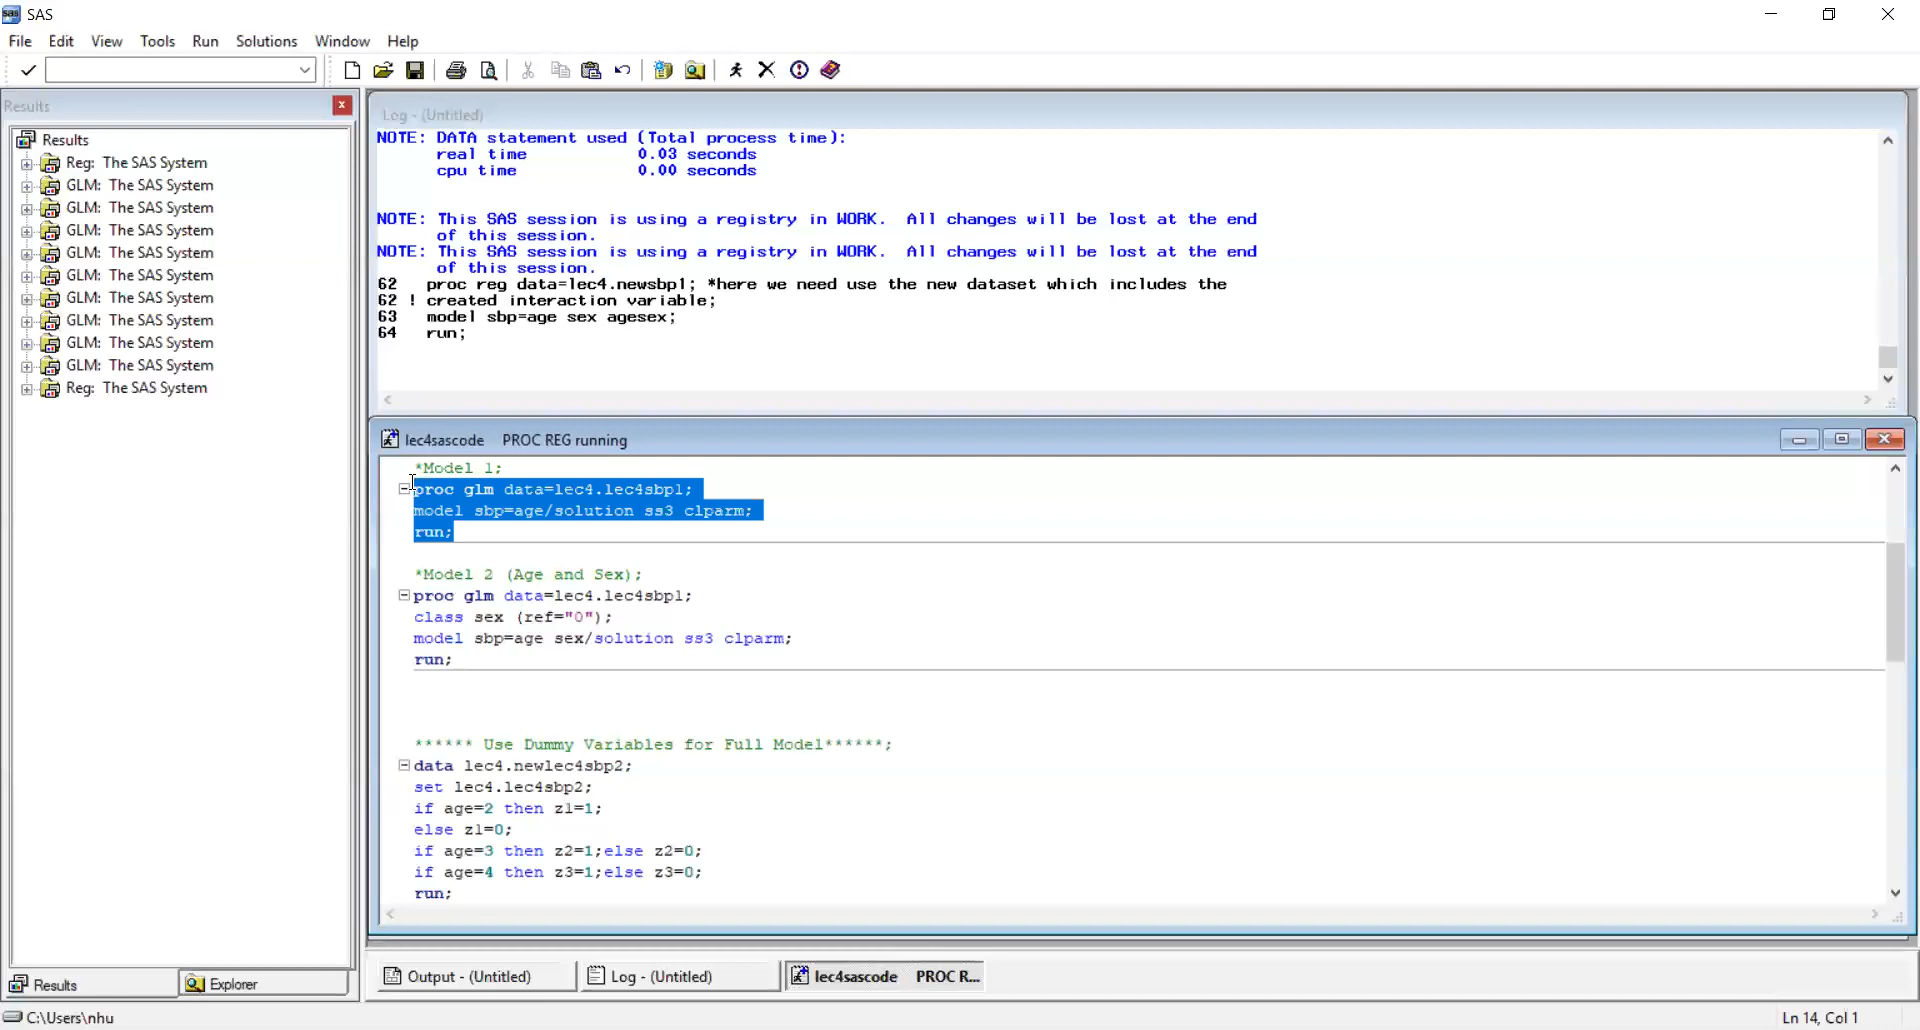 SAS
File Edit View Tools Run Solutions Window Help
Results
Results
Reg: The SAS System
GLM: The SAS System
GLM: The SAS System
GLM: The SAS System
GLM: The SAS System
GLM: The SAS System
GLM: The SAS System
GLM: The SAS System
GLM: The SAS System
GLM: The SAS System
Reg: The SAS System
Results Explorer
Log - (Untitled)
NOTE: DATA statement used (Total process time):
real time 0.03 seconds
cpu time 0.00 seconds
NOTE: This SAS session is using a registry in WORK. All changes will be lost at the end
of this session.
NOTE: This SAS session is using a registry in WORK. All changes will be lost at the end
of this session.
62 proc reg data=lec4.newsbp1; *here we need use the new dataset which includes the
62 ! created interaction variable;
63 model sbp=age sex agesex;
64 run;
lec4sascode PROC REG running
*Model 1;
proc glm data=lec4.lec4sbp1;
model sbp=age/solution ss3 clparm;
run;
*Model 2 (Age and Sex);
proc glm data=lec4.lec4sbp1;
class sex (ref="0");
model sbp=age sex/solution ss3 clparm;
run;
****** Use Dummy Variables for Full Model******;
data lec4.newlec4sbp2;
set lec4.lec4sbp2;
if age=2 then z1=1;
else z1=0;
if age=3 then z2=1;else z2=0;
if age=4 then z3=1;else z3=0;
run;
Output - (Untitled) Log - (Untitled) lec4sascode PROC R...
C:\Users\nhu Ln 14, Col 1